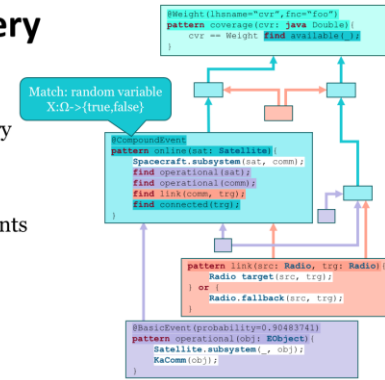 ery
@Weight(lhsname="cvr",fnc="foo")
pattern coverage(cvr: java Double){
cvr == Weight find available(_);
}
Match: random variable
X:Ω->{true,false}
y
@CompoundEvent
pattern online(sat: Satellite){
Spacecraft.subsystem(sat, comm);
find operational(sat);
find operational(comm);
find link(comm, trg);
find connected(trg);
}
nts
pattern link(src: Radio, trg: Radio){
Radio target(src, trg);
} or {
Radio.fallback(src, trg);
}
@BasicEvent(probability=0.90483741)
pattern operational(obj: EObject){
Satellite.subsystem(_, obj);
KaComm(obj);
}